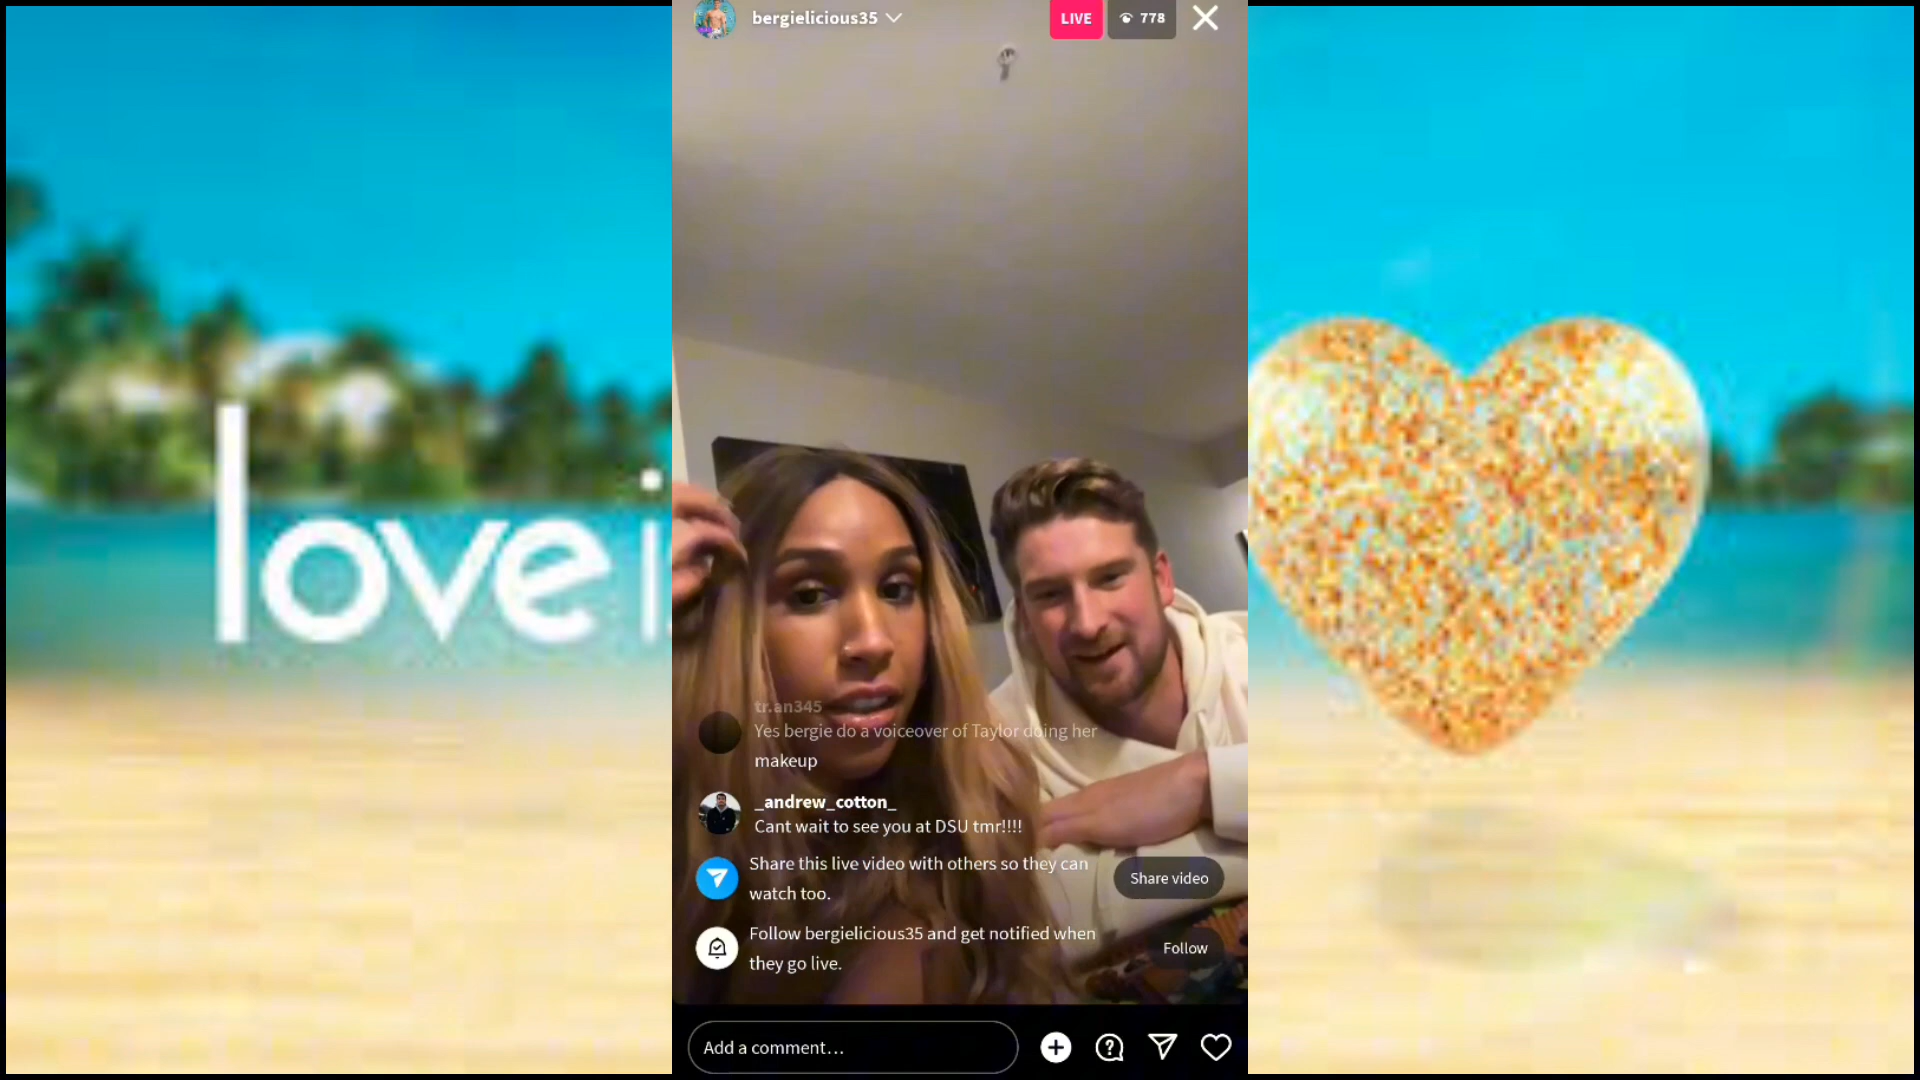 bergielicious35
LIVE
778
love i
tr.an345
Yes bergie do a voiceover of Taylor doing her
makeup
_andrew_cotton_
Cant wait to see you at DSU tmr!!!!
Share this live video with others so they can
watch too.
Share video
Follow bergielicious35 and get notified when
they go live.
Follow
Add a comment...